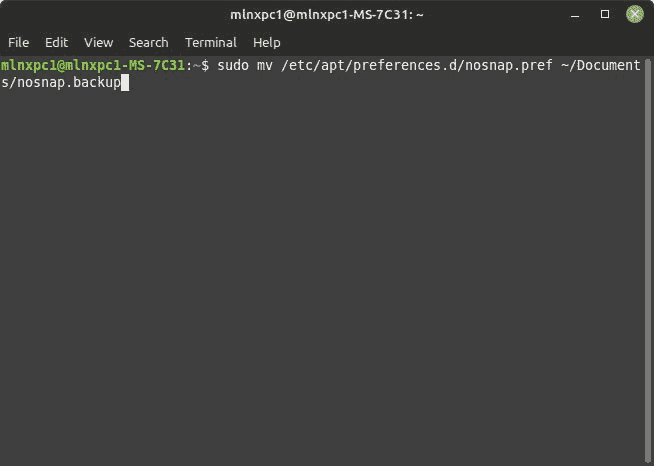 mlnxpc1@mlnxpc1-MS-7C31: ~
File Edit View Search Terminal Help
mlnxpc1@mlnxpc1-MS-7C31:~$ sudo mv /etc/apt/preferences.d/nosnap.pref ~/Document
s/nosnap.backup